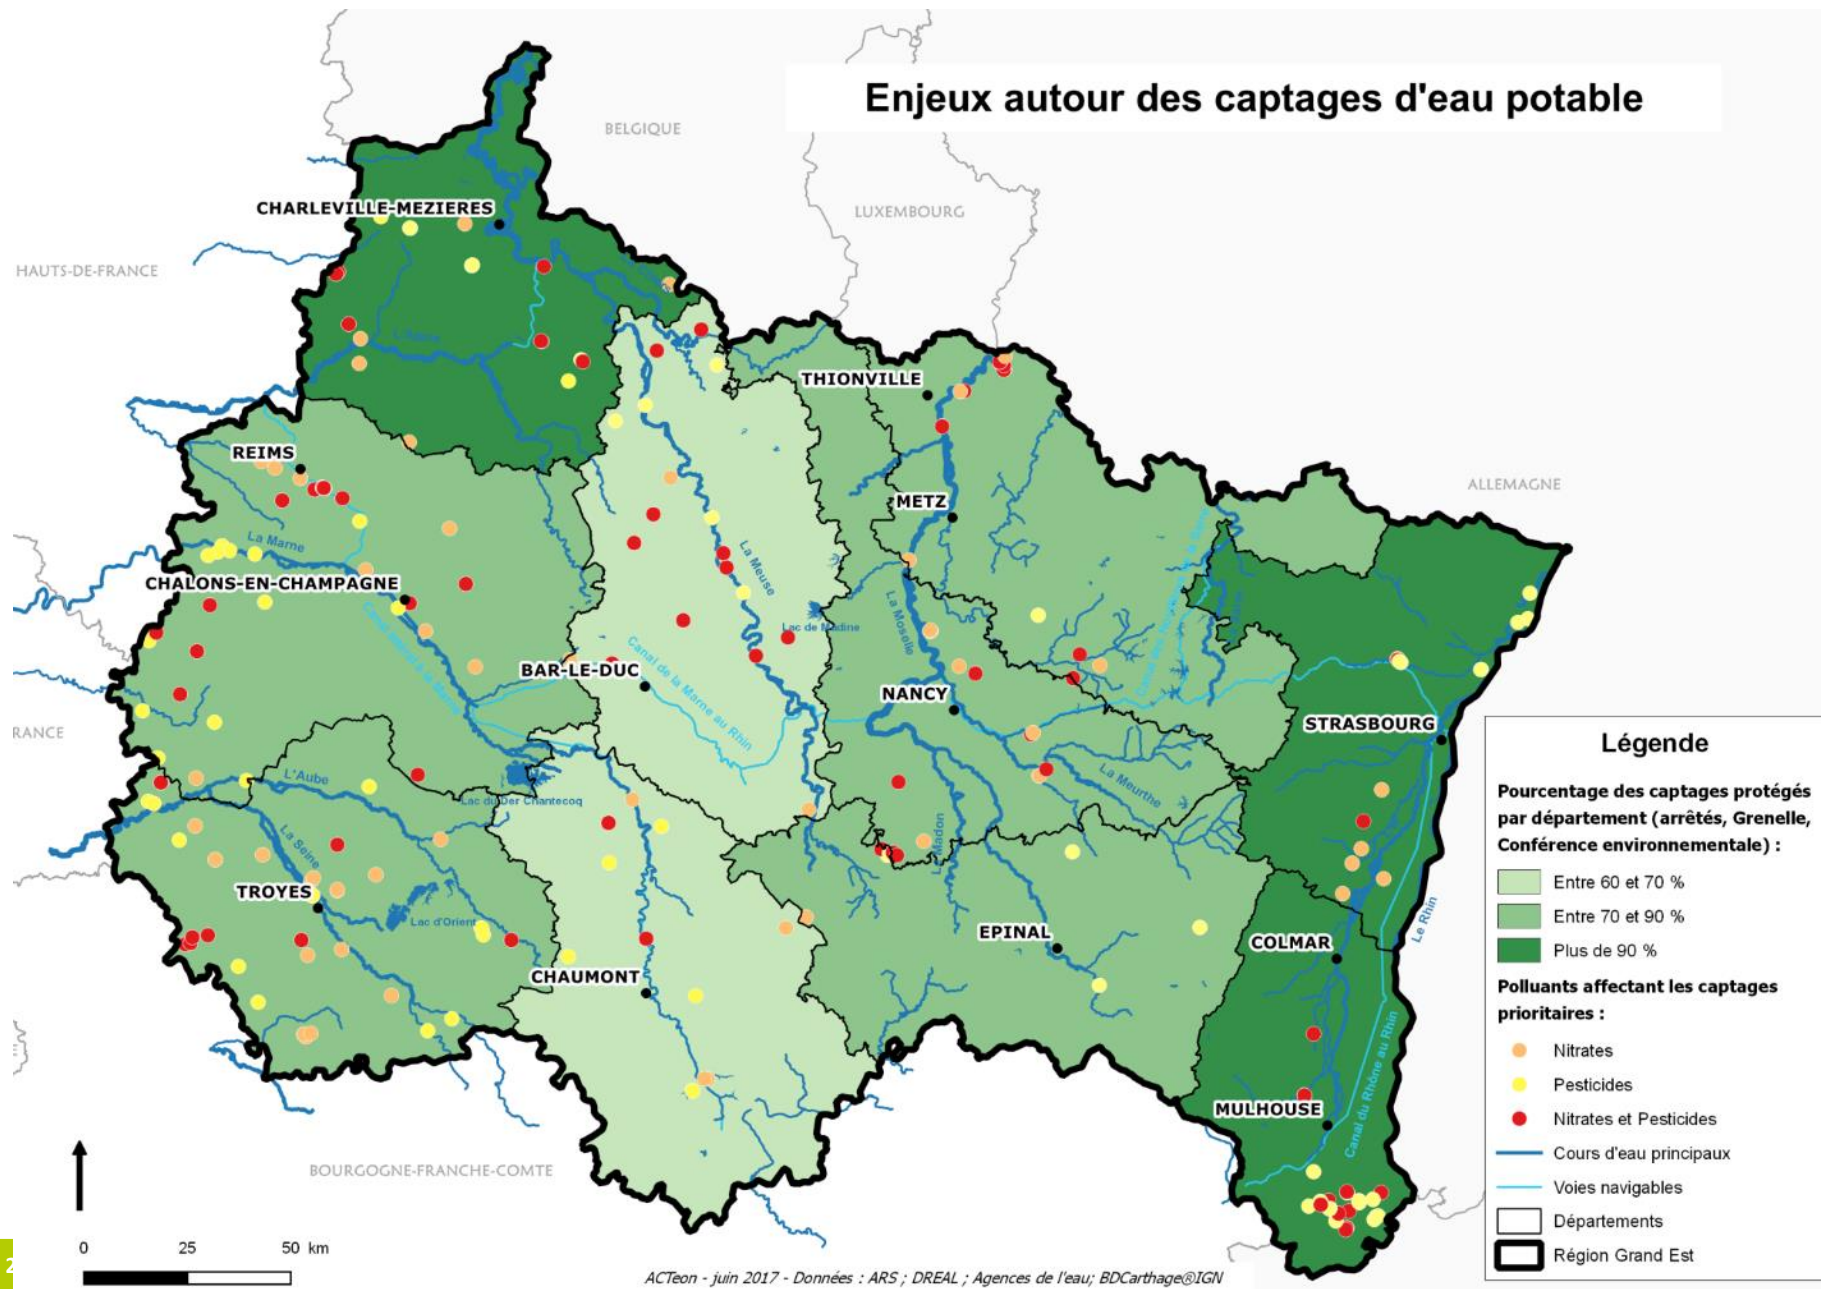 Enjeux autour des captages d'eau potable
BELGIQUE
LUXEMBOURG
HAUTS-DE-FRANCE
ALLEMAGNE
RANCE
BOURGOGNE-FRANCHE-COMTE
CHARLEVILLE-MEZIERES
THIONVILLE
REIMS
METZ
La Marne
CHALONS-EN-CHAMPAGNE
La Meuse
Lac de Madine
La Moselle
BAR-LE-DUC
Canal de la Marne au Rhin
NANCY
STRASBOURG
L'Aube
Lac du Der Chantecoq
La Meurthe
La Seine
Le Madon
TROYES
Lac d'Orient
EPINAL
COLMAR
Le Rhin
CHAUMONT
Canal du Rhône au Rhin
MULHOUSE
Légende
Pourcentage des captages protégés
par département (arrêtés, Grenelle,
Conférence environnementale) :
Entre 60 et 70 %
Entre 70 et 90 %
Plus de 90 %
Polluants affectant les captages
prioritaires :
Nitrates
Pesticides
Nitrates et Pesticides
Cours d'eau principaux
Voies navigables
Départements
Région Grand Est
0 25 50 km
ACTeon - juin 2017 - Données : ARS ; DREAL ; Agences de l'eau; BDCarthage®IGN
2